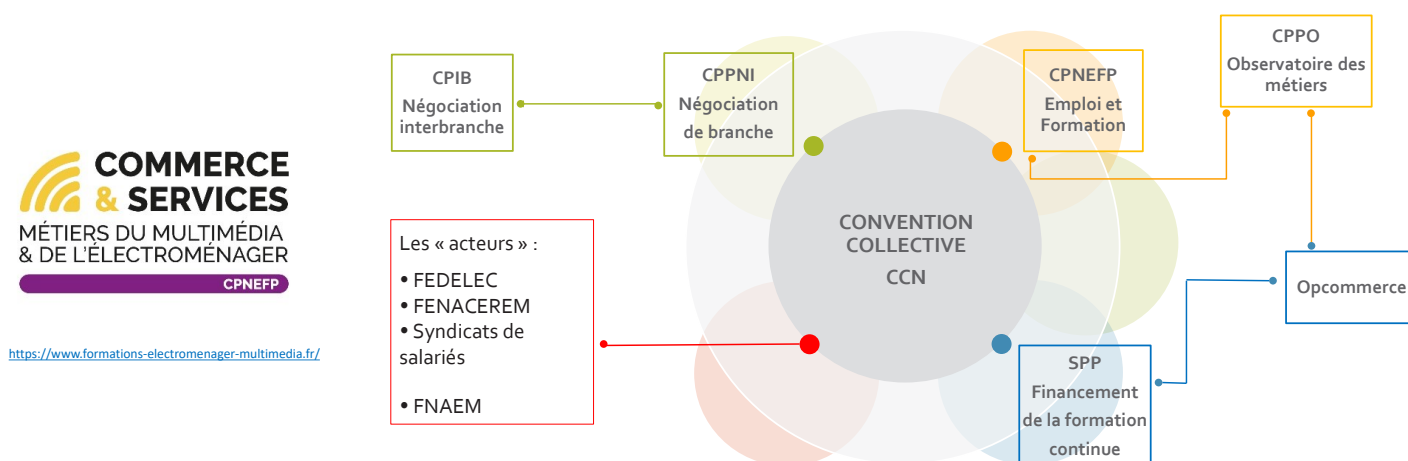 COMMERCE
& SERVICES
MÉTIERS DU MULTIMÉDIA
& DE L'ÉLECTROMÉNAGER
CPNEFP
https://www.formations-electromenager-multimedia.fr/
CPIB
Négociation
interbranche
CPPNI
Négociation
de branche
CPNEFP
Emploi et
Formation
CPPO
Observatoire des
métiers
Les « acteurs » :
• FEDELEC
• FENACEREM
• Syndicats de
salariés
• FNAEM
CONVENTION
COLLECTIVE
CCN
Opcommerce
SPP
Financement
de la formation
continue